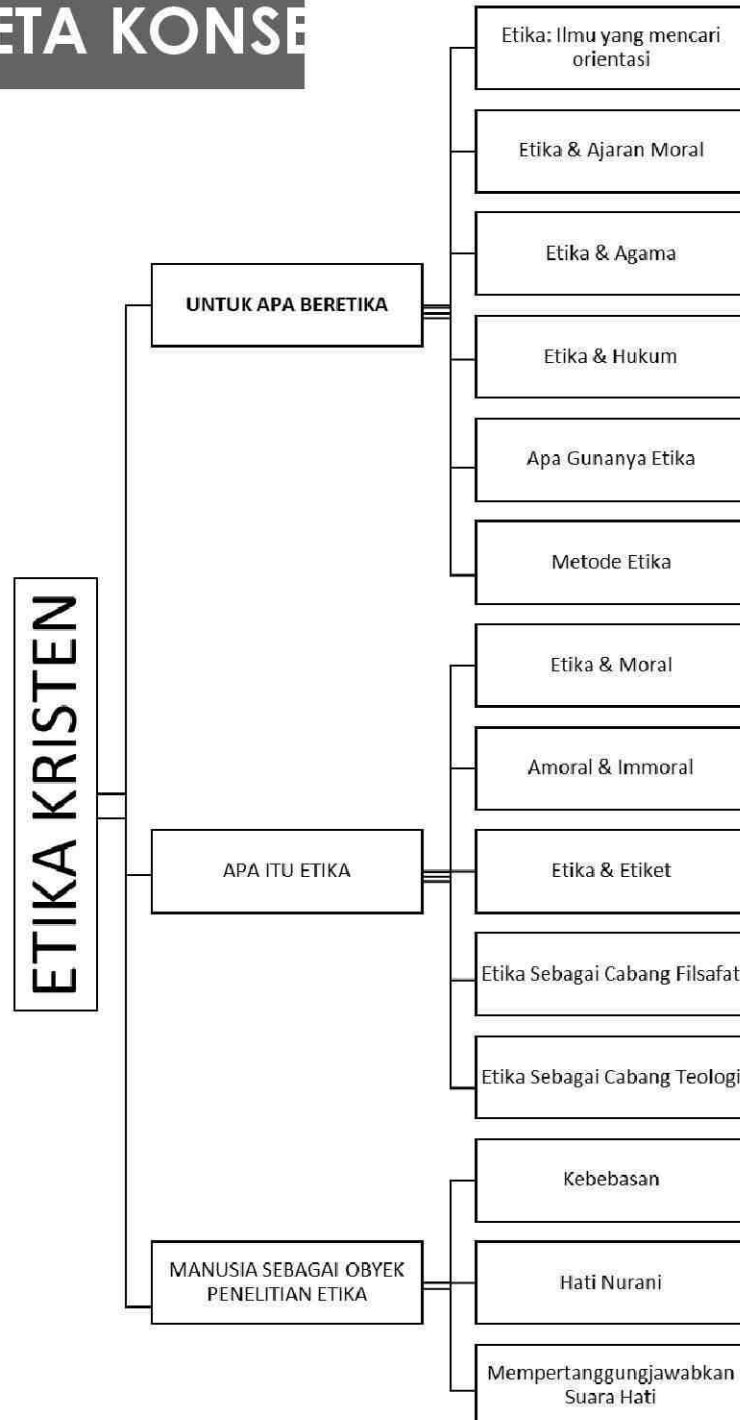 ETA KONSE
ETIKA KRISTEN
UNTUK APA BERETIKA
Etika: Ilmu yang mencari
orientasi
Etika & Ajaran Moral
Etika & Agama
Etika & Hukum
Apa Gunanya Etika
Metode Etika
APA ITU ETIKA
Etika & Moral
Amoral & Immoral
Etika & Etiket
Etika Sebagai Cabang Filsafat
Etika Sebagai Cabang Teologi
MANUSIA SEBAGAI OBYEK
PENELITIAN ETIKA
Kebebasan
Hati Nurani
Mempertanggungjawabkan
Suara Hati